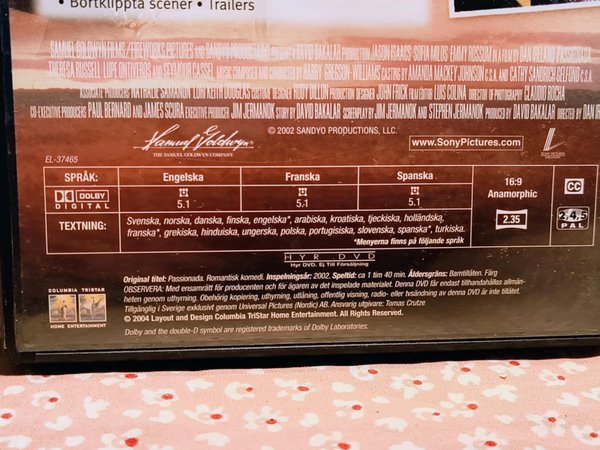 • Bortklippta scener • Trailers
SAMUEL GOLDWYN FILMS/FIREWORKS PICTURES AND SANDYO PRODUCTIONS PRESENT A DAVID BAKALAR PRODUCTION JASON ISAACS SOFIA MILOS EMMY ROSSUM IN A FILM BY DAN IRELAND PASSIONADA
THERESA RUSSELL LUPE ONTIVEROS AND SEYMOUR CASSEL MUSIC COMPOSED AND CONDUCTED BY HARRY GREGSON-WILLIAMS CASTING BY AMANDA MACKEY JOHNSON C.S.A. AND CATHY SANDRICH GELFOND C.S.A.
ASSOCIATE PRODUCERS NATHALIE SAMANON LORI KEITH DOUGLAS COSTUME DESIGNER RUDY DILLON PRODUCTION DESIGNER JOHN FRICK FILM EDITOR LUIS COLINA DIRECTOR OF PHOTOGRAPHY CLAUDIO ROCHA
CO-EXECUTIVE PRODUCERS PAUL BERNARD AND JAMES SCURA EXECUTIVE PRODUCER JIM JERMANOK STORY BY DAVID BAKALAR SCREENPLAY BY JIM JERMANOK AND STEPHEN JERMANOK PRODUCED BY DAVID BAKALAR DIRECTED BY DAN
© 2002 SANDYO PRODUCTIONS, LLC.
Samuel Goldwyn
THE SAMUEL GOLDWYN COMPANY
www.SonyPictures.com
EL-37465
SPRÅK: Engelska Franska Spanska 16:9 Anamorphic CC
DOLBY DIGITAL 5.1 5.1 5.1
TEXTNING: Svenska, norska, danska, finska, engelska*, arabiska, kroatiska, tjeckiska, holländska, 2.35 2,4,5 PAL
franska*, grekiska, hinduiska, ungerska, polska, portugisiska, slovenska, spanska*, turkiska.
*Menyerna finns på följande språk
HYR DVD
Hyr DVD. Ej Till Försäljning
Original titel: Passionada. Romantisk komedi. Inspelningsår: 2002. Speltid: ca 1 tim 40 min. Åldersgräns: Barntillåten. Färg
OBSERVERA: Med ensamrätt för producenten och för ägaren av det inspelade materialet. Denna DVD får endast tillhandahållas allmän-
heten genom uthyrning. Obehörig kopiering, uthyrning, utlåning, offentlig visning, radio- eller tvsändning av denna DVD är inte tillåtet.
Tillgänglig i Sverige exklusivt genom Universal Pictures (Nordic) AB. Ansvarig utgivare: Tomas Crutze
© 2004 Layout and Design Columbia TriStar Home Entertainment. All Rights Reserved.
Dolby and the double-D symbol are registered trademarks of Dolby Laboratories.
COLUMBIA TRISTAR
HOME ENTERTAINMENT